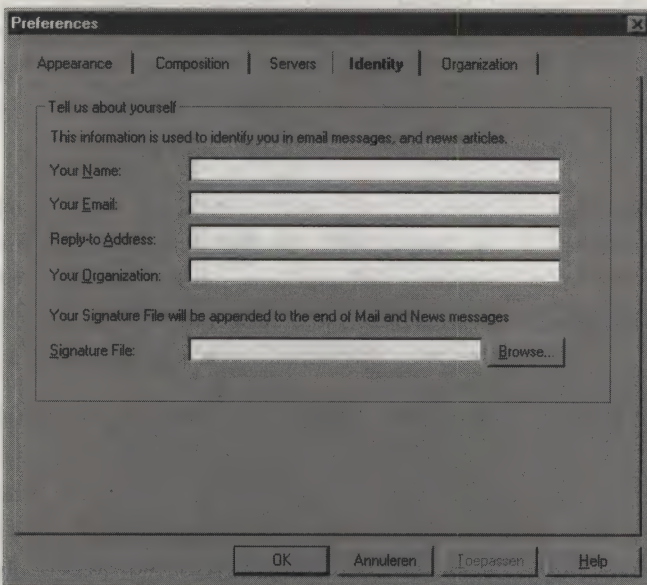 Preferences
Appearance | Composition | Servers | Identity | Organization |
Tell us about yourself
This information is used to identify you in email messages, and news articles.
Your Name:
Your Email:
Reply-to Address:
Your Organization:
Your Signature File will be appended to the end of Mail and News messages
Signature File: Browse...
OK Annuleren Toepassen Help